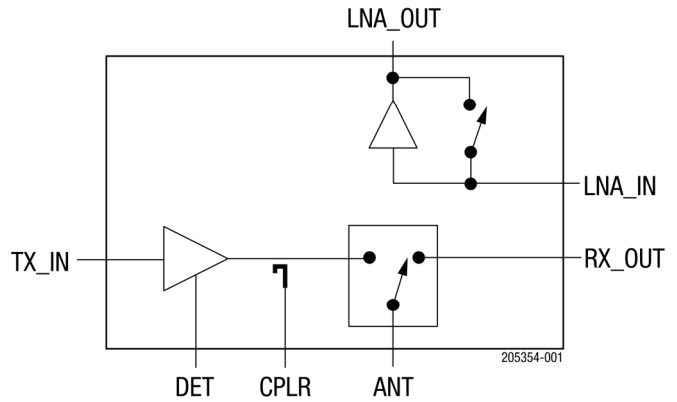 LNA_OUT
LNA_IN
TX_IN
RX_OUT
205354-001
DET
CPLR
ANT